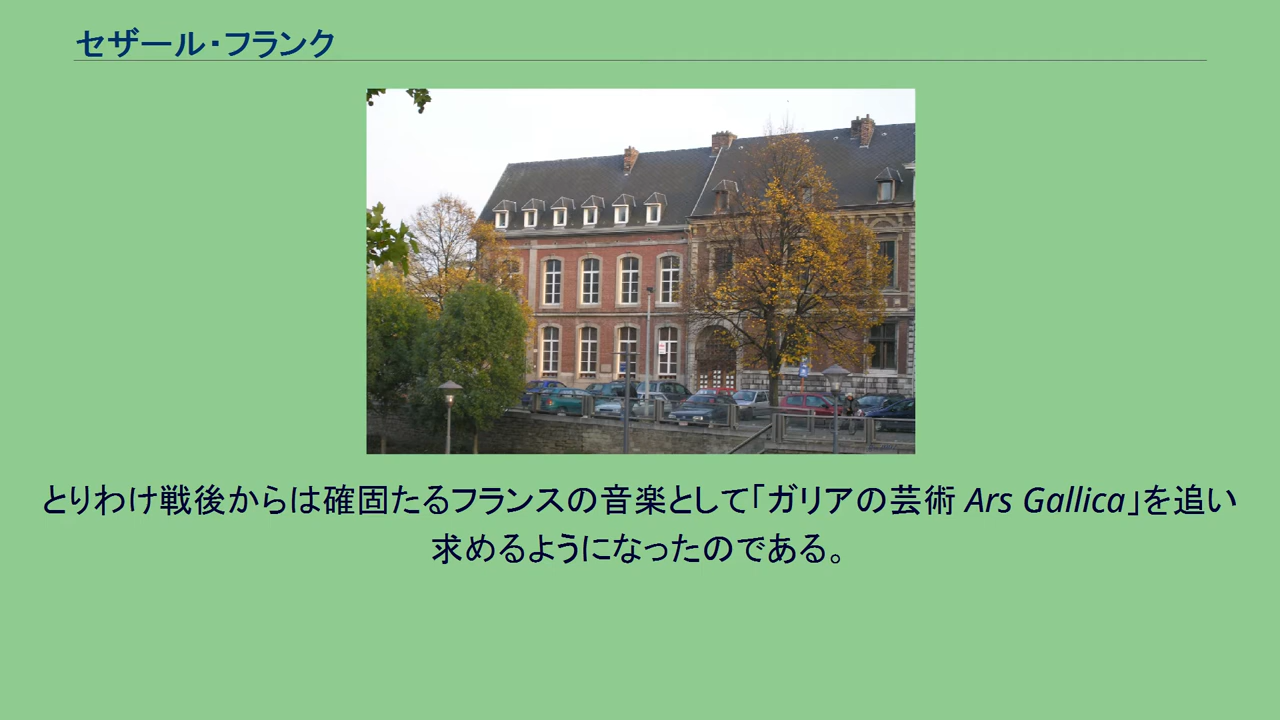 セザール・フランク
とりわけ戦後からは確固たるフランスの音楽として「ガリアの芸術 Ars Gallica」を追い
求めるようになったのである。